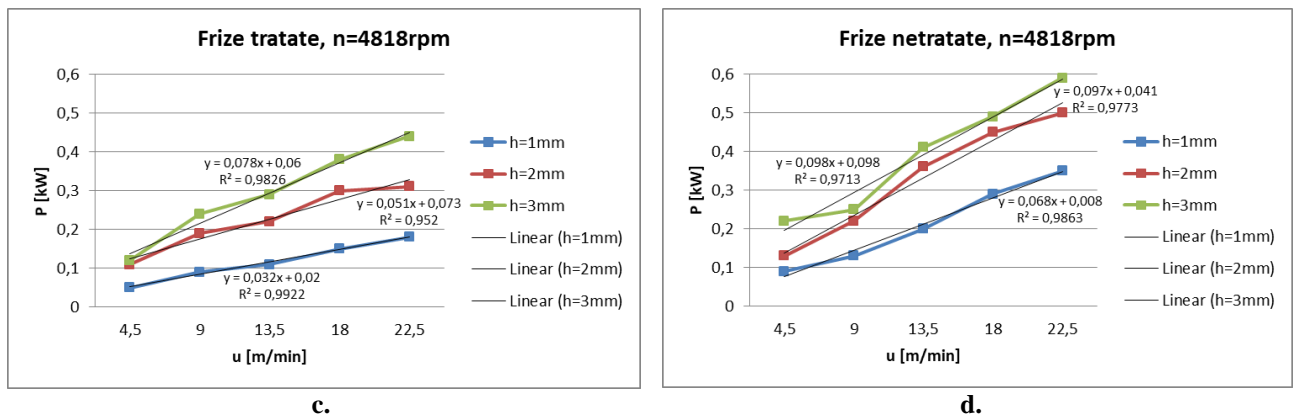 Frize tratate, n=4818rpm
P [kW]
0,6
0,5
0,4
0,3
0,2
0,1
0
y = 0,078x + 0,06
R² = 0,9826
y = 0,051x + 0,073
R² = 0,952
y = 0,032x + 0,02
R² = 0,9922
4,5 9 13,5 18 22,5
u [m/min]
h=1mm
h=2mm
h=3mm
Linear (h=1mm)
Linear (h=2mm)
Linear (h=3mm)
c.
Frize netratate, n=4818rpm
P [kW]
0,6
0,5
0,4
0,3
0,2
0,1
0
y = 0,097x + 0,041
R² = 0,9773
y = 0,098x + 0,098
R² = 0,9713
y = 0,068x + 0,008
R² = 0,9863
4,5 9 13,5 18 22,5
u [m/min]
h=1mm
h=2mm
h=3mm
Linear (h=1mm)
Linear (h=2mm)
Linear (h=3mm)
d.